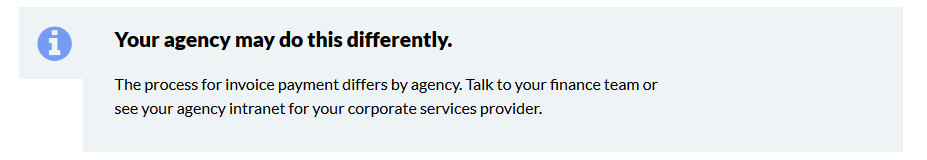 Your agency may do this differently.
The process for invoice payment differs by agency. Talk to your finance team or
see your agency intranet for your corporate services provider.